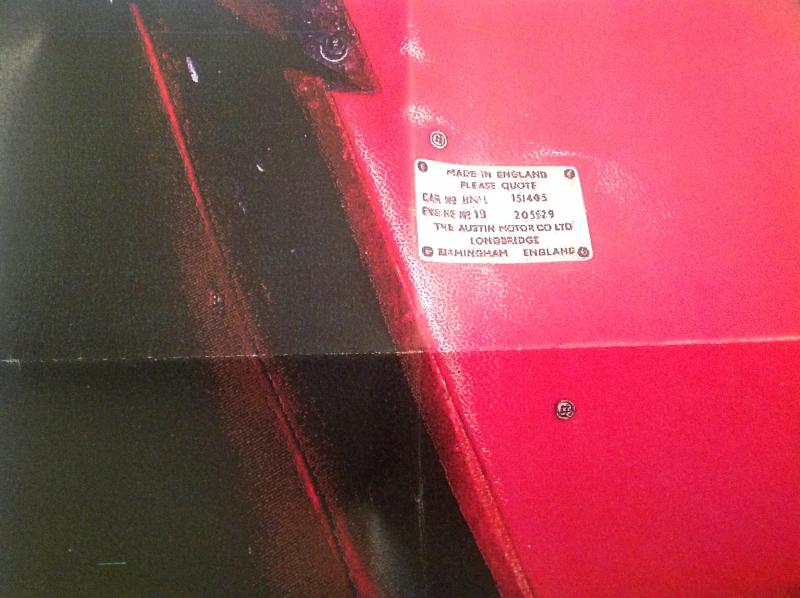 MADE IN ENGLAND
PLEASE QUOTE
CAR Nº BN1L 151405
ENGINE Nº 1B 205529
THE AUSTIN MOTOR CO LTD
LONGBRIDGE
BIRMINGHAM ENGLAND